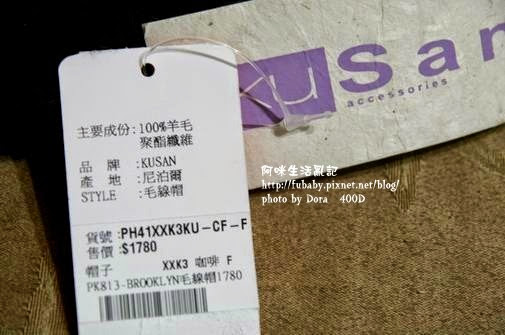 kusan
accessories
主要成份:100%羊毛
聚酯纖維
品　牌:KUSAN
產　地:尼泊爾
STYLE :毛線帽
貨號:PH41XXK3KU-CF-F
售價:$1780
帽子 XXK3 咖啡 F
PK813-BROOKLYN毛線帽1780
阿咪生活亂記
http://fubaby.pixnet.net/blog/
photo by Dora 400D